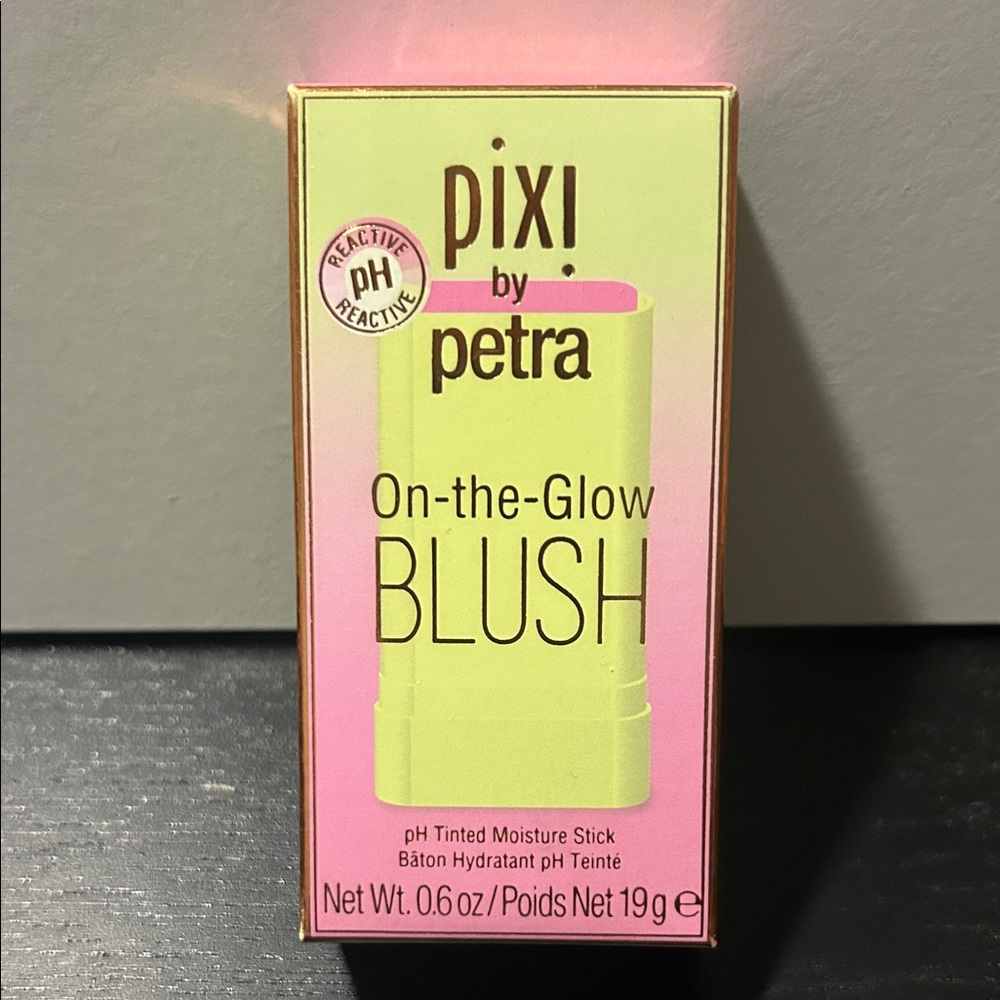 pixi
by
petra
REACTIVE
pH
REACTIVE
On-the-Glow
BLUSH
pH Tinted Moisture Stick
Bâton Hydratant pH Teinté
Net Wt. 0.6 oz / Poids Net 19 g ℮